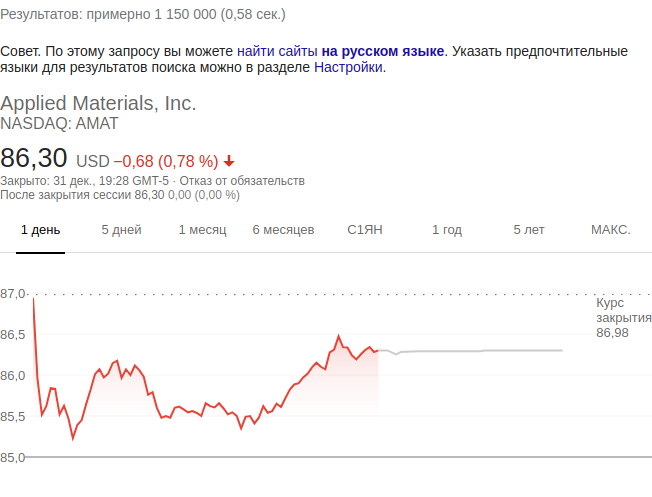 Результатов: примерно 1 150 000 (0,58 сек.)
Совет. По этому запросу вы можете найти сайты на русском языке. Указать предпочтительные
языки для результатов поиска можно в разделе Настройки.
Applied Materials, Inc.
NASDAQ: AMAT
86,30 USD −0,68 (0,78 %)
Закрыто: 31 дек., 19:28 GMT-5 · Отказ от обязательств
После закрытия сессии 86,30 0,00 (0,00 %)
1 день 5 дней 1 месяц 6 месяцев С1ЯН 1 год 5 лет МАКС.
87,0
Курс
закрытия
86,98
86,5
86,0
85,5
85,0